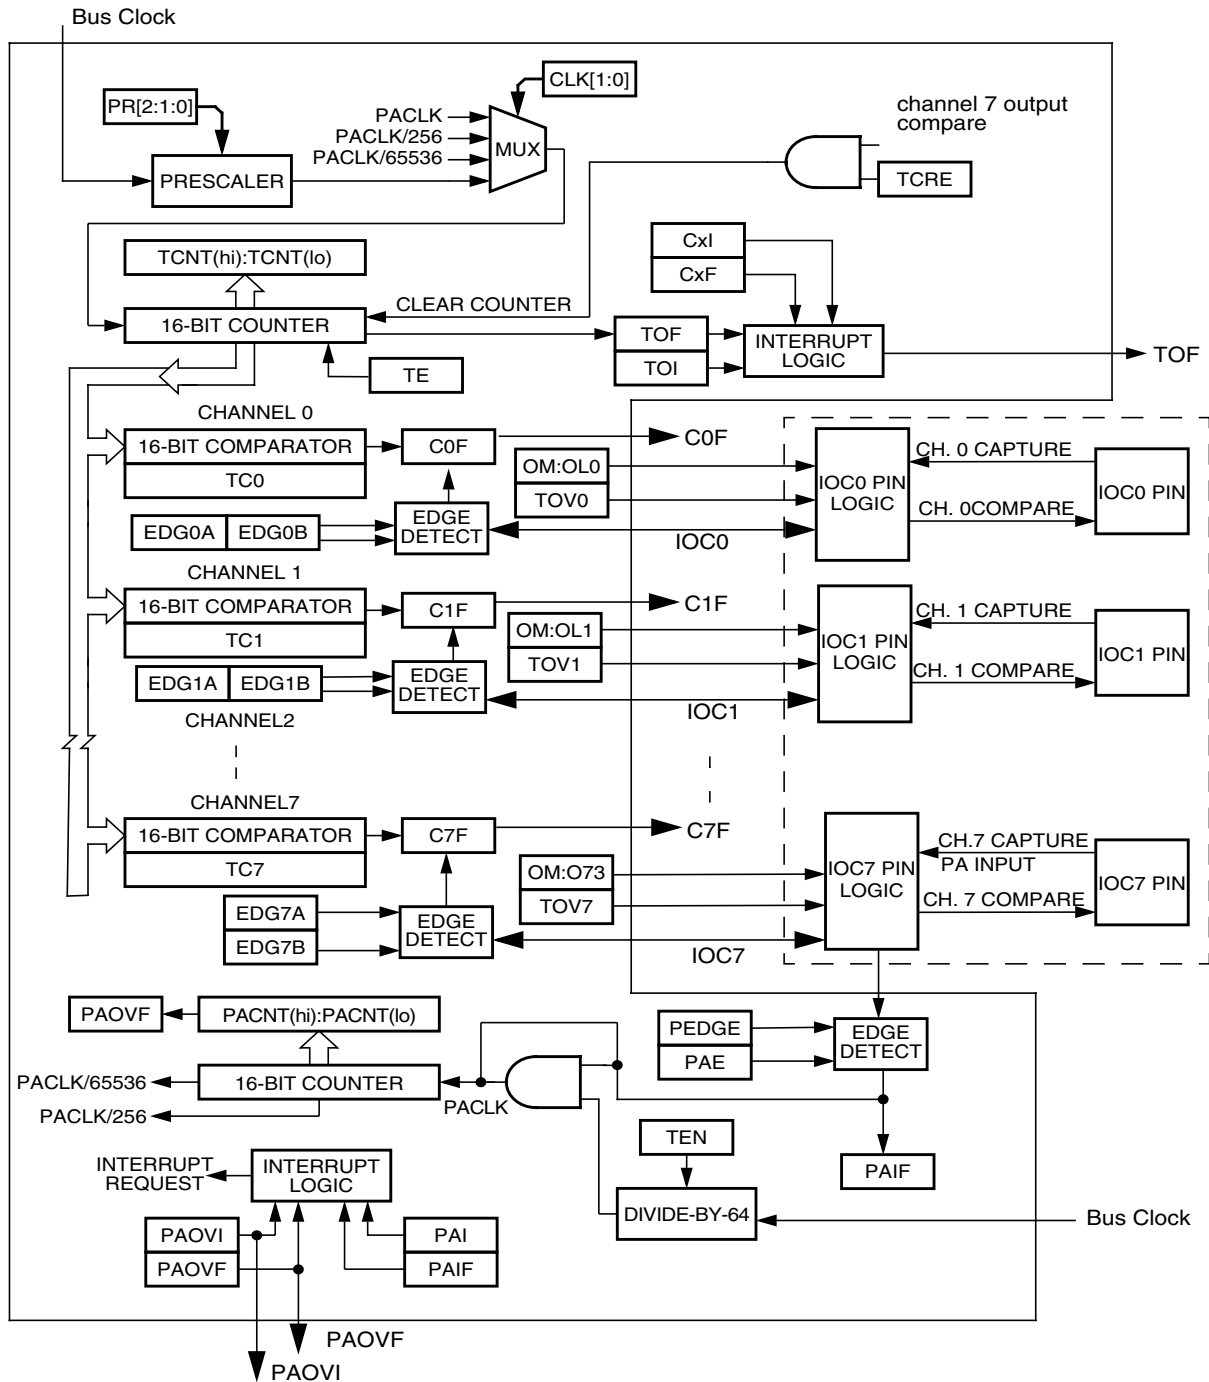 Bus Clock
PR[2:1:0]
CLK[1:0]
PACLK
PACLK/256
PACLK/65536
MUX
PRESCALER
channel 7 output
compare
TCRE
TCNT(hi):TCNT(lo)
CxI
CxF
CLEAR COUNTER
16-BIT COUNTER
TOF
TOI
INTERRUPT
LOGIC
TOF
TE
CHANNEL 0
16-BIT COMPARATOR
TC0
C0F
C0F
OM:OL0
TOV0
EDG0A
EDG0B
EDGE
DETECT
IOC0
IOC0 PIN
LOGIC
CH. 0 CAPTURE
CH. 0COMPARE
IOC0 PIN
CHANNEL 1
16-BIT COMPARATOR
TC1
C1F
C1F
OM:OL1
TOV1
EDG1A
EDG1B
EDGE
DETECT
IOC1
IOC1 PIN
LOGIC
CH. 1 CAPTURE
CH. 1 COMPARE
IOC1 PIN
CHANNEL2
CHANNEL7
16-BIT COMPARATOR
TC7
C7F
C7F
OM:O73
TOV7
EDG7A
EDG7B
EDGE
DETECT
IOC7
IOC7 PIN
LOGIC
CH.7 CAPTURE
PA INPUT
CH. 7 COMPARE
IOC7 PIN
PAOVF
PACNT(hi):PACNT(lo)
PEDGE
PAE
EDGE
DETECT
PACLK/65536
16-BIT COUNTER
PACLK
PACLK/256
TEN
PAIF
INTERRUPT
REQUEST
INTERRUPT
LOGIC
DIVIDE-BY-64
Bus Clock
PAOVI
PAOVF
PAI
PAIF
PAOVF
PAOVI